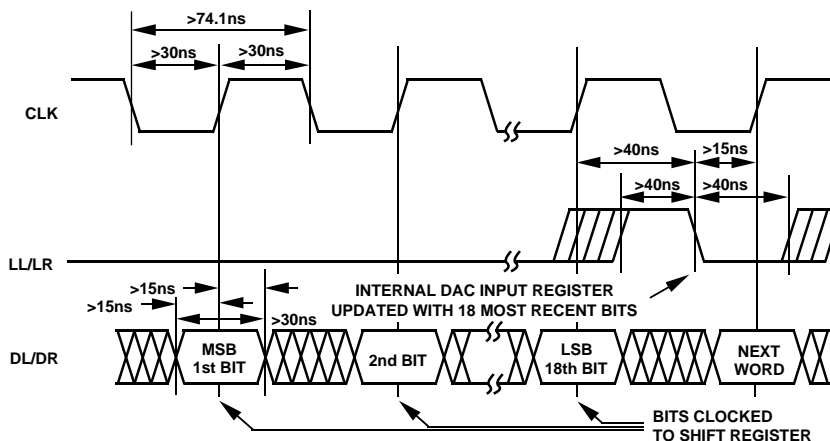 >74.1ns
>30ns >30ns
CLK
>40ns >15ns
>40ns >40ns
LL/LR
INTERNAL DAC INPUT REGISTER
UPDATED WITH 18 MOST RECENT BITS
>15ns
>15ns
>30ns
DL/DR
MSB
1st BIT
2nd BIT
LSB
18th BIT
NEXT
WORD
BITS CLOCKED
TO SHIFT REGISTER